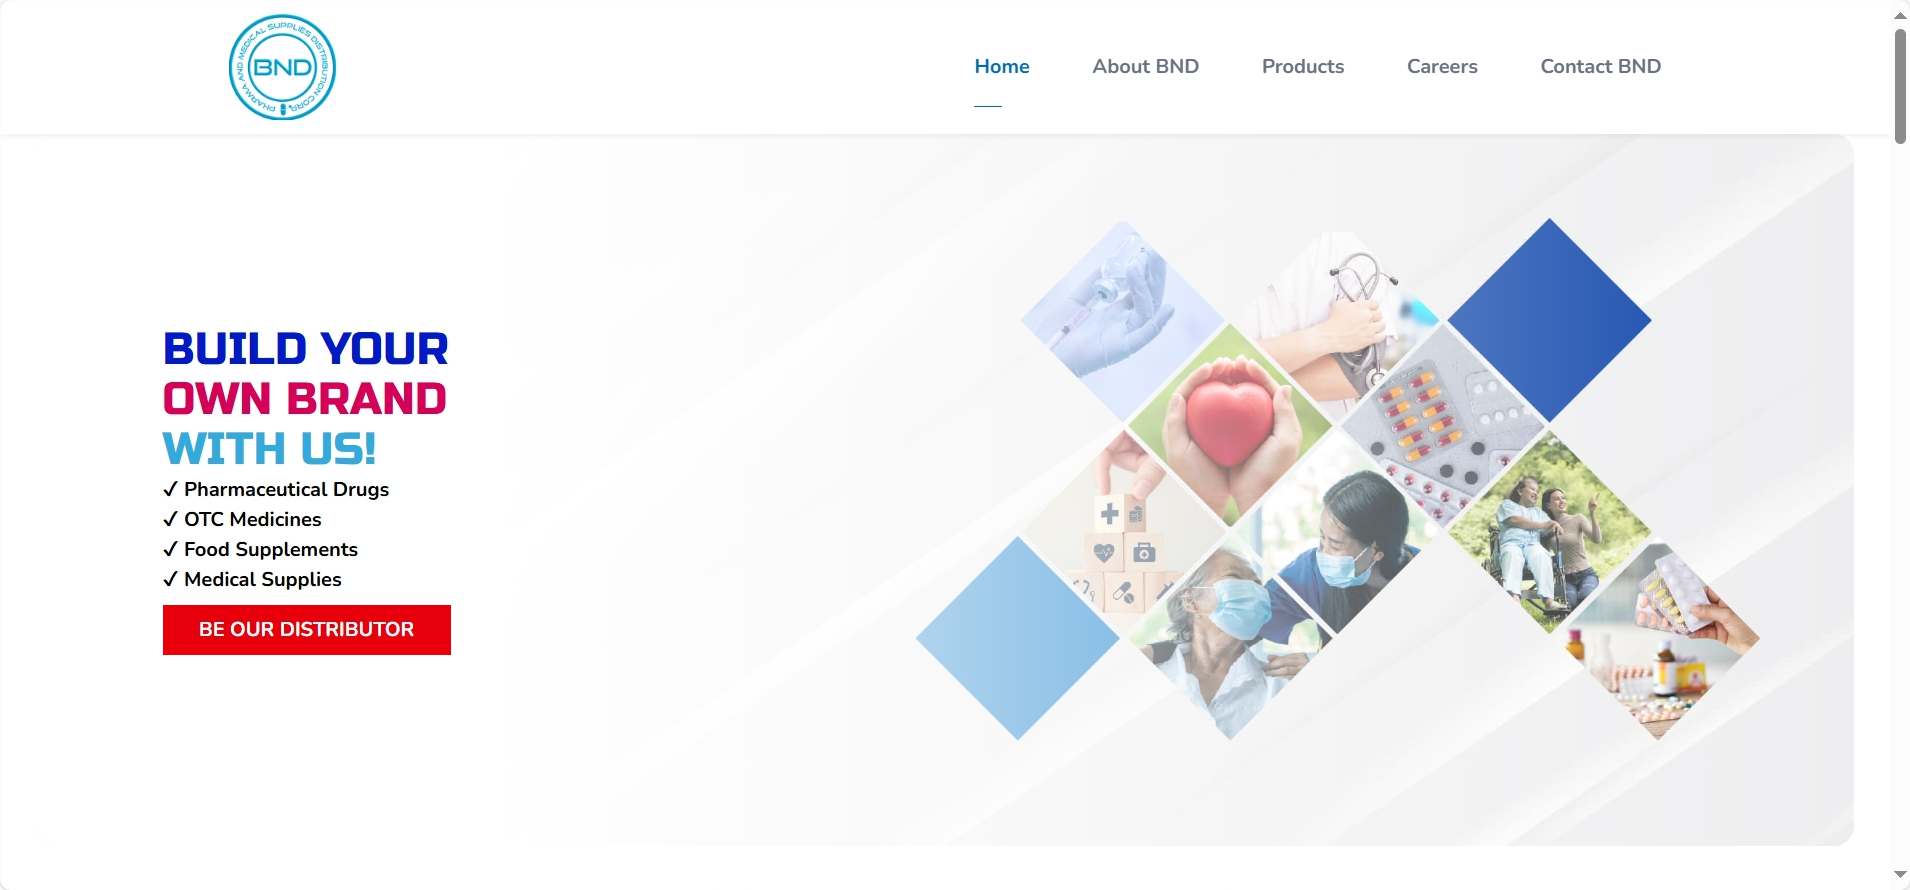 PHARMA AND MEDICAL SUPPLIES DISTRIBUTION CORP.
BND
Home
About BND
Products
Careers
Contact BND
BUILD YOUR
OWN BRAND
WITH US!
✓ Pharmaceutical Drugs
✓ OTC Medicines
✓ Food Supplements
✓ Medical Supplies
BE OUR DISTRIBUTOR